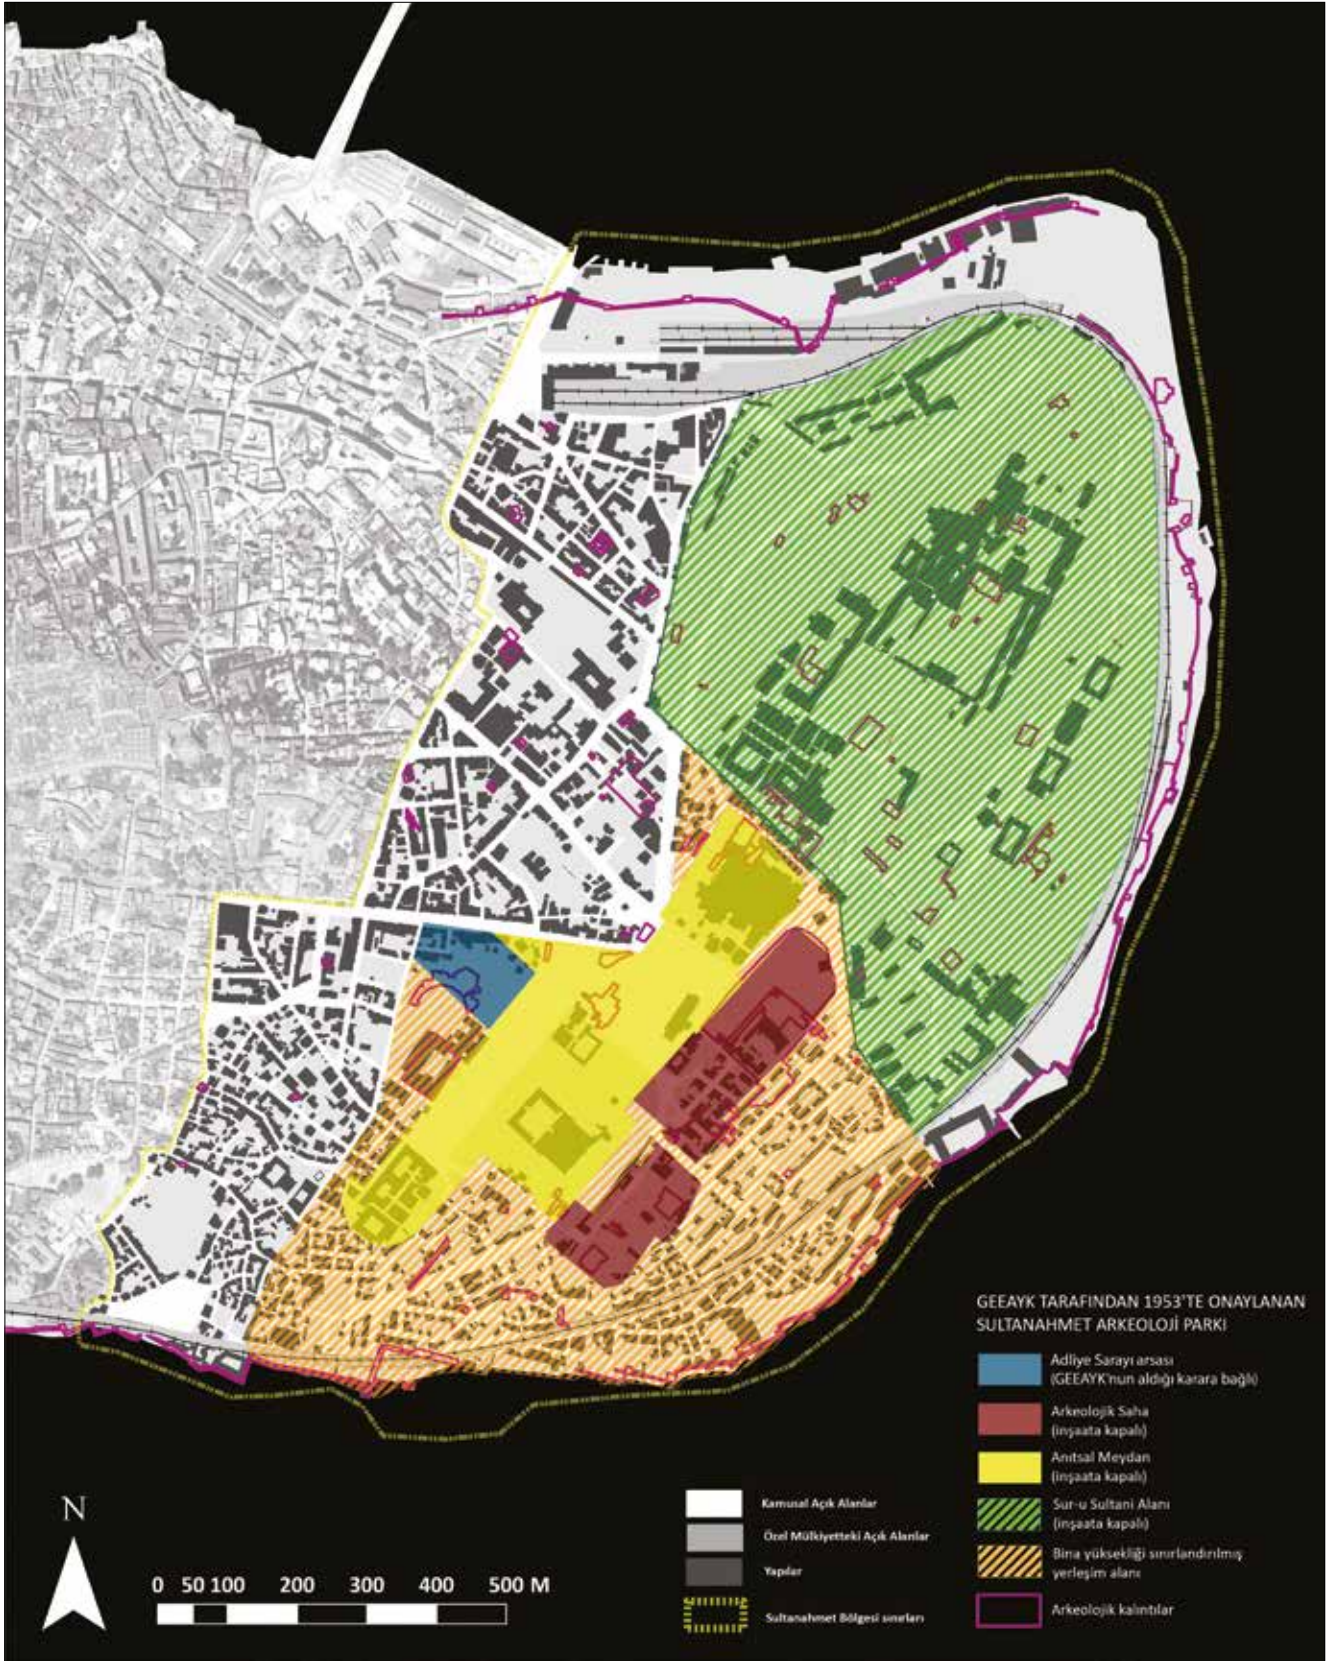 GEEAYK TARAFINDAN 1953'TE ONAYLANAN
SULTANAHMET ARKEOLOJİ PARKI
Adliye Sarayı arsası
(GEEAYK'nun aldığı karara bağlı)
Arkeolojik Saha
(inşaata kapalı)
Anıtsal Meydan
(inşaata kapalı)
Sur-u Sultani Alanı
(inşaata kapalı)
Bina yüksekliği sınırlandırılmış
yerleşim alanı
Arkeolojik kalıntılar
Kamusal Açık Alanlar
Özel Mülkiyetteki Açık Alanlar
Yapılar
Sultanahmet Bölgesi sınırları
N
0 50 100 200 300 400 500 M